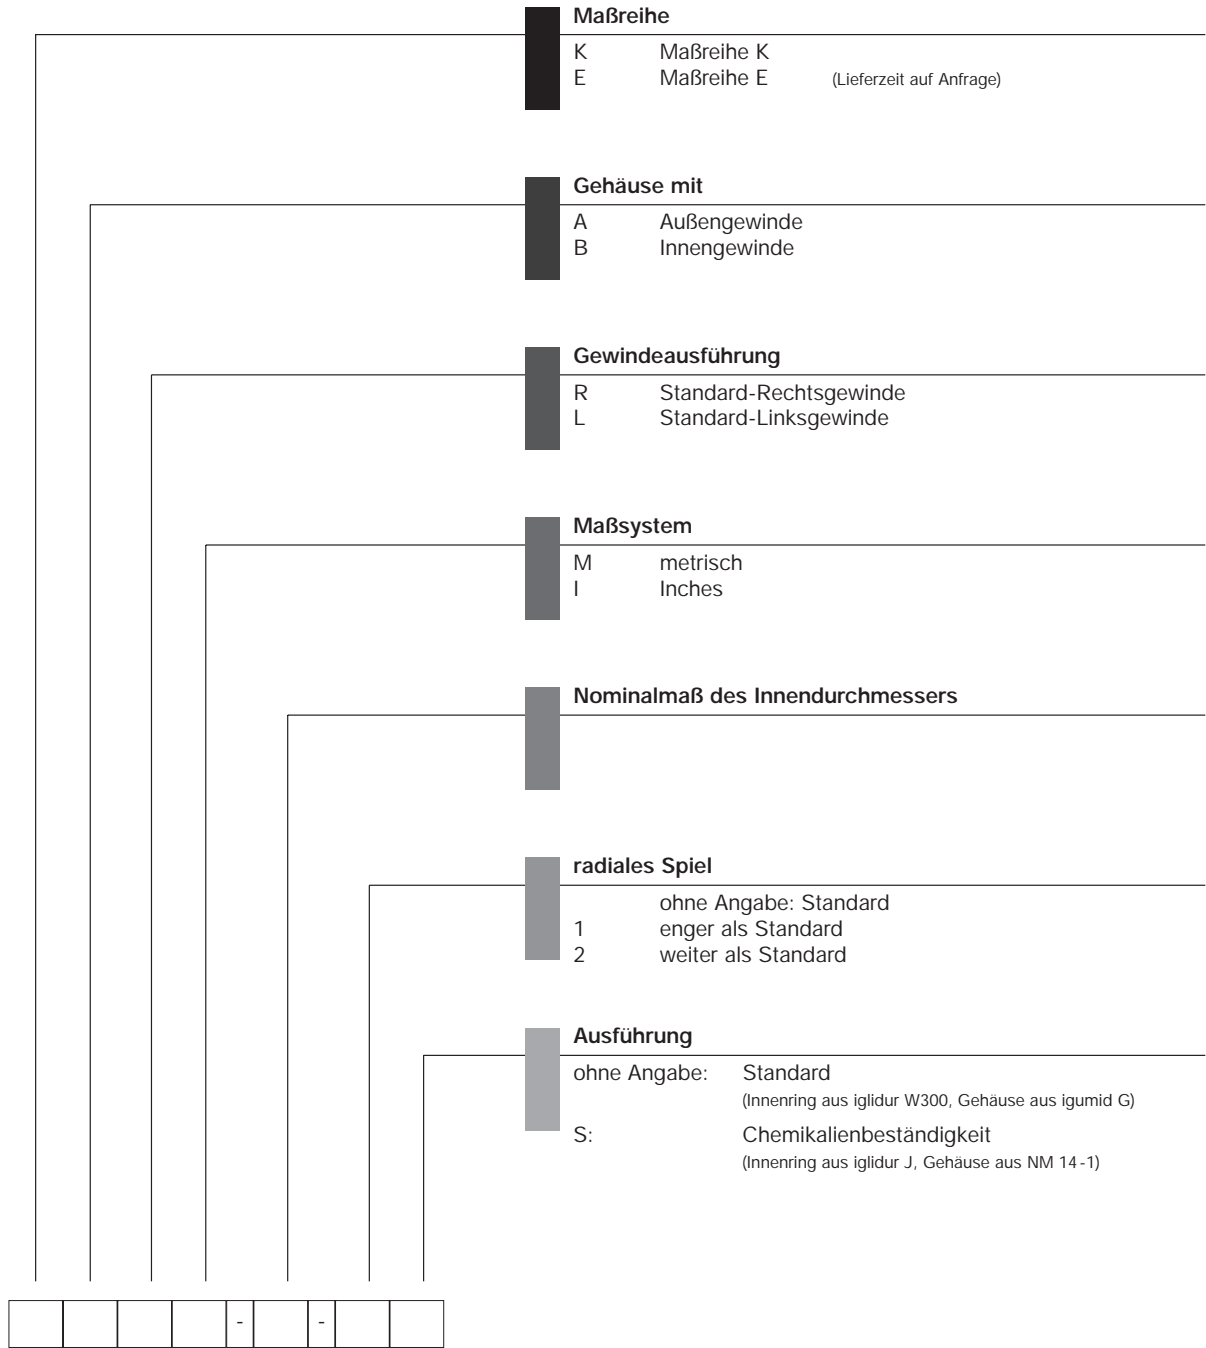 Maßreihe
K Maßreihe K
E Maßreihe E (Lieferzeit auf Anfrage)
Gehäuse mit
A Außengewinde
B Innengewinde
Gewindeausführung
R Standard-Rechtsgewinde
L Standard-Linksgewinde
Maßsystem
M metrisch
I Inches
Nominalmaß des Innendurchmessers
radiales Spiel
ohne Angabe: Standard
1 enger als Standard
2 weiter als Standard
Ausführung
ohne Angabe: Standard
(Innenring aus iglidur W300, Gehäuse aus igumid G)
S: Chemikalienbeständigkeit
(Innenring aus iglidur J, Gehäuse aus NM 14-1)
- -